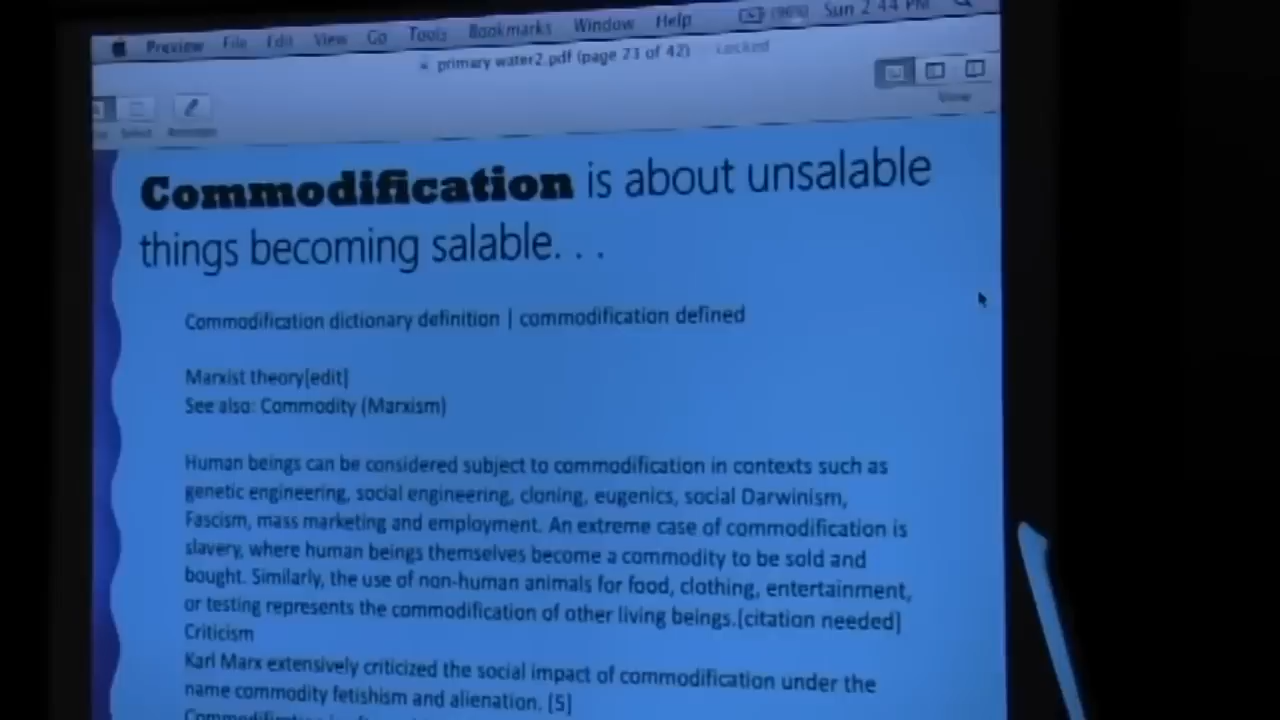 Preview File Edit View Go Tools Bookmarks Window Help (96%) Sun 2 44 PM
primary water2.pdf (page 23 of 42) Locked
Select
View
Commodification is about unsalable
things becoming salable. . .
Commodification dictionary definition | commodification defined
Marxist theory[edit]
See also: Commodity (Marxism)
Human beings can be considered subject to commodification in contexts such as
genetic engineering, social engineering, cloning, eugenics, social Darwinism,
Fascism, mass marketing and employment. An extreme case of commodification is
slavery, where human beings themselves become a commodity to be sold and
bought. Similarly, the use of non-human animals for food, clothing, entertainment,
or testing represents the commodification of other living beings.[citation needed]
Criticism
Karl Marx extensively criticized the social impact of commodification under the
name commodity fetishism and alienation. [5]